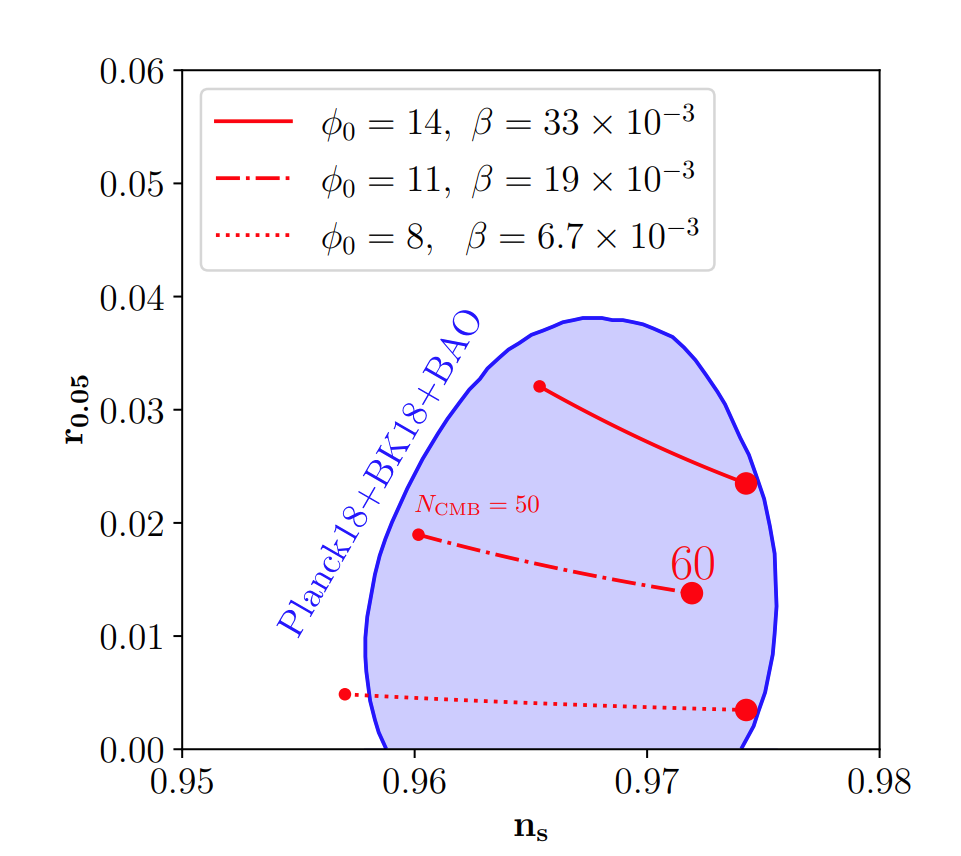 0.06
0.05
0.04
0.03
0.02
0.01
0.00
r₀.₀₅
ϕ₀ = 14, β = 33 × 10⁻³
ϕ₀ = 11, β = 19 × 10⁻³
ϕ₀ = 8, β = 6.7 × 10⁻³
Planck18+BK18+BAO
N_CMB = 50
60
0.95 0.96 0.97 0.98
nₛ